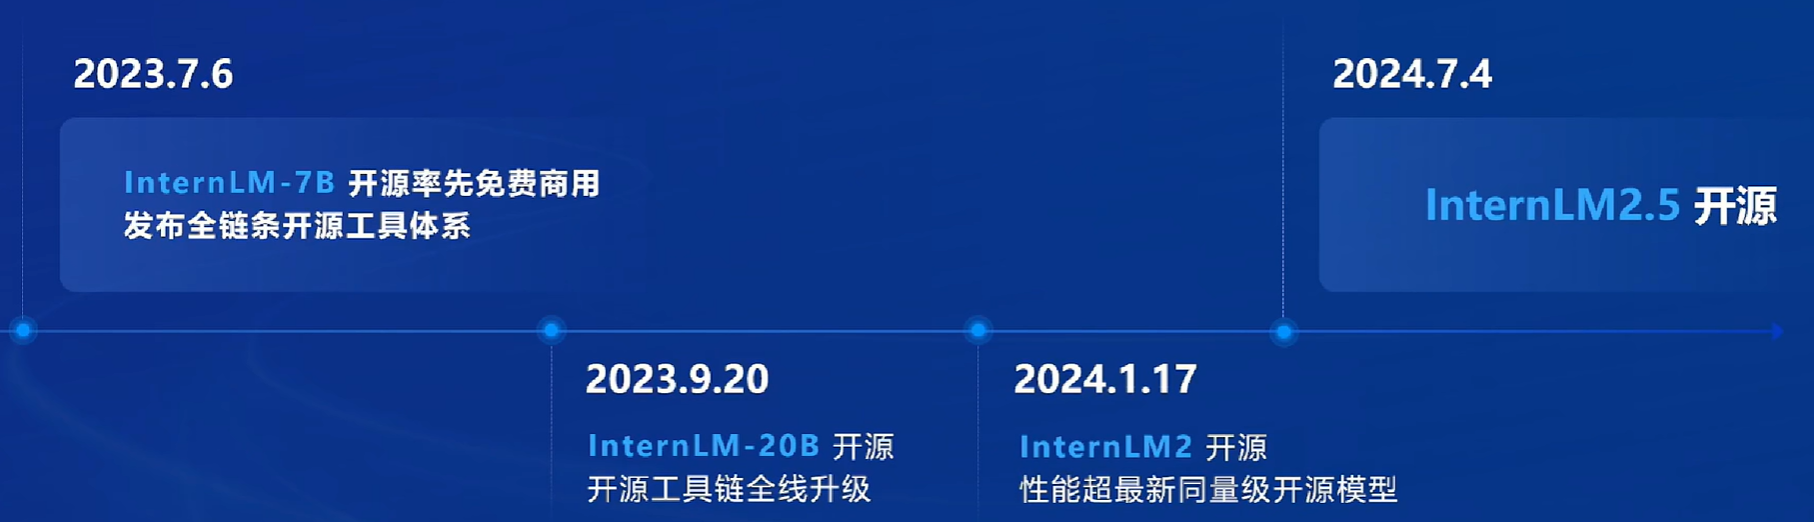 2023.7.6
InternLM-7B 开源率先免费商用
发布全链条开源工具体系
2023.9.20
InternLM-20B 开源
开源工具链全线升级
2024.1.17
InternLM2 开源
性能超最新同量级开源模型
2024.7.4
InternLM2.5 开源